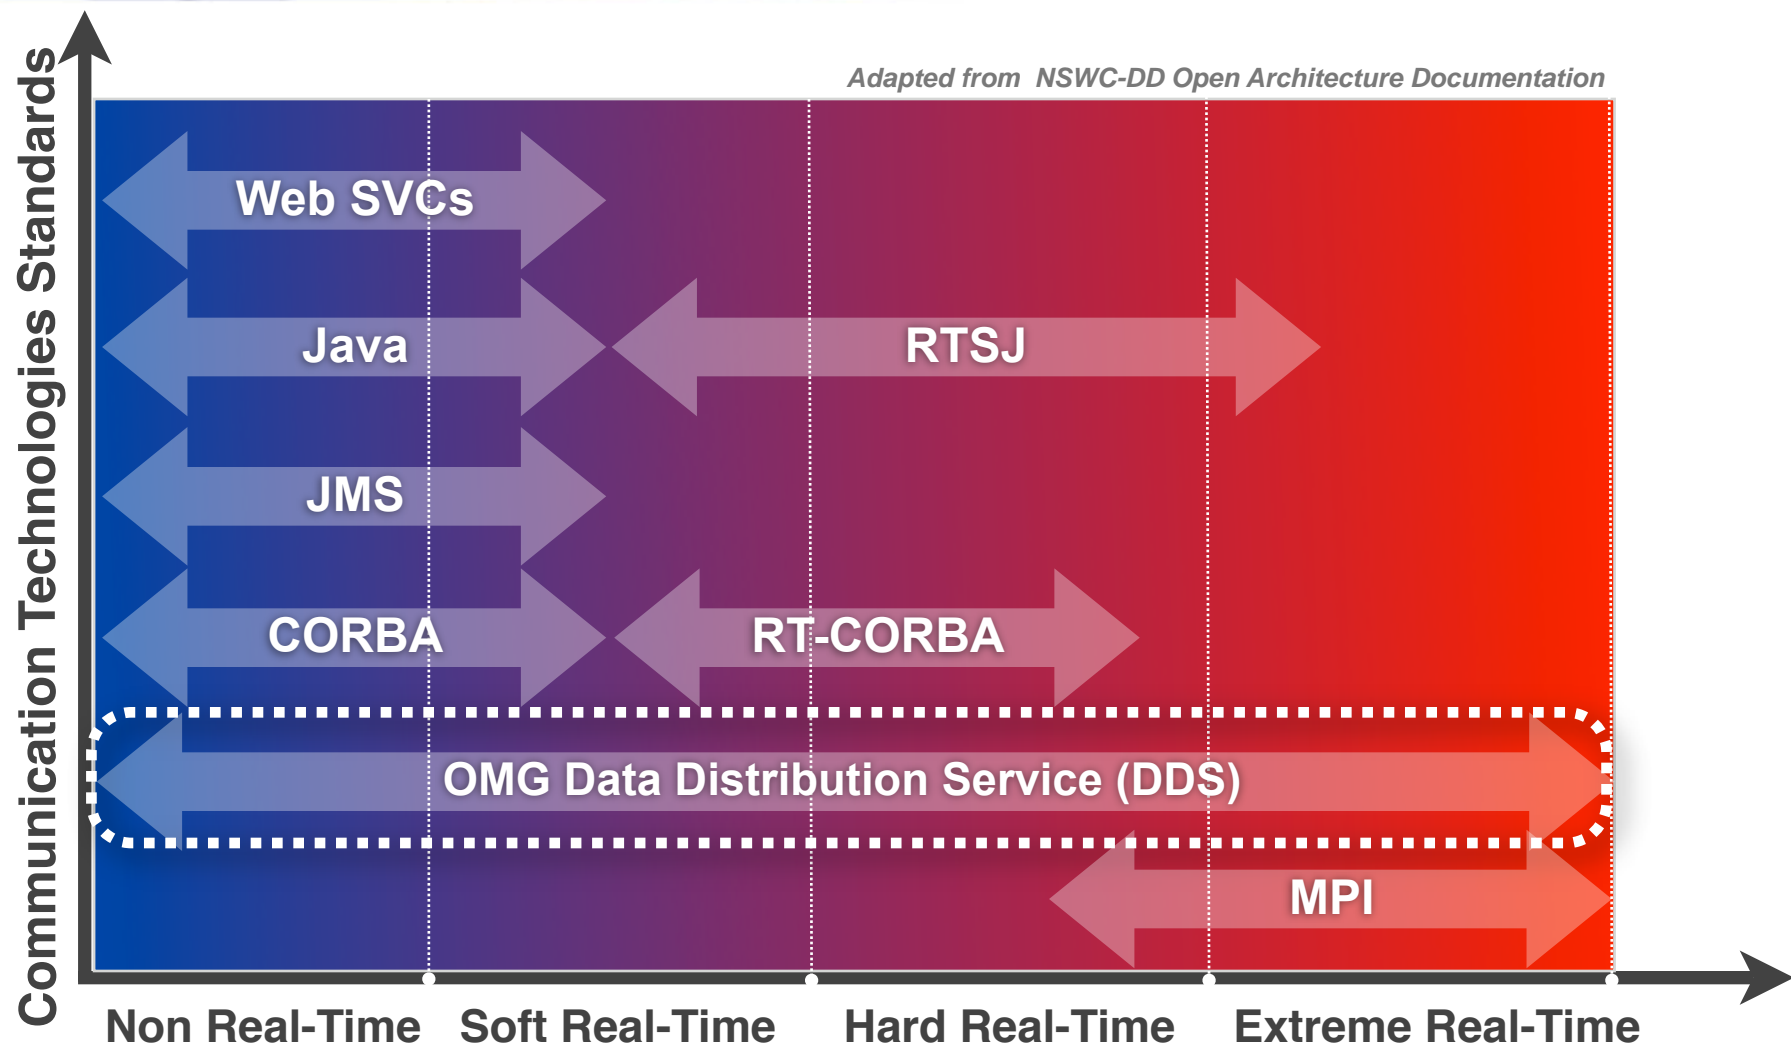 Communication Technologies Standards
Adapted from NSWC-DD Open Architecture Documentation
Web SVCs
Java
RTSJ
JMS
CORBA
RT-CORBA
OMG Data Distribution Service (DDS)
MPI
Non Real-Time
Soft Real-Time
Hard Real-Time
Extreme Real-Time